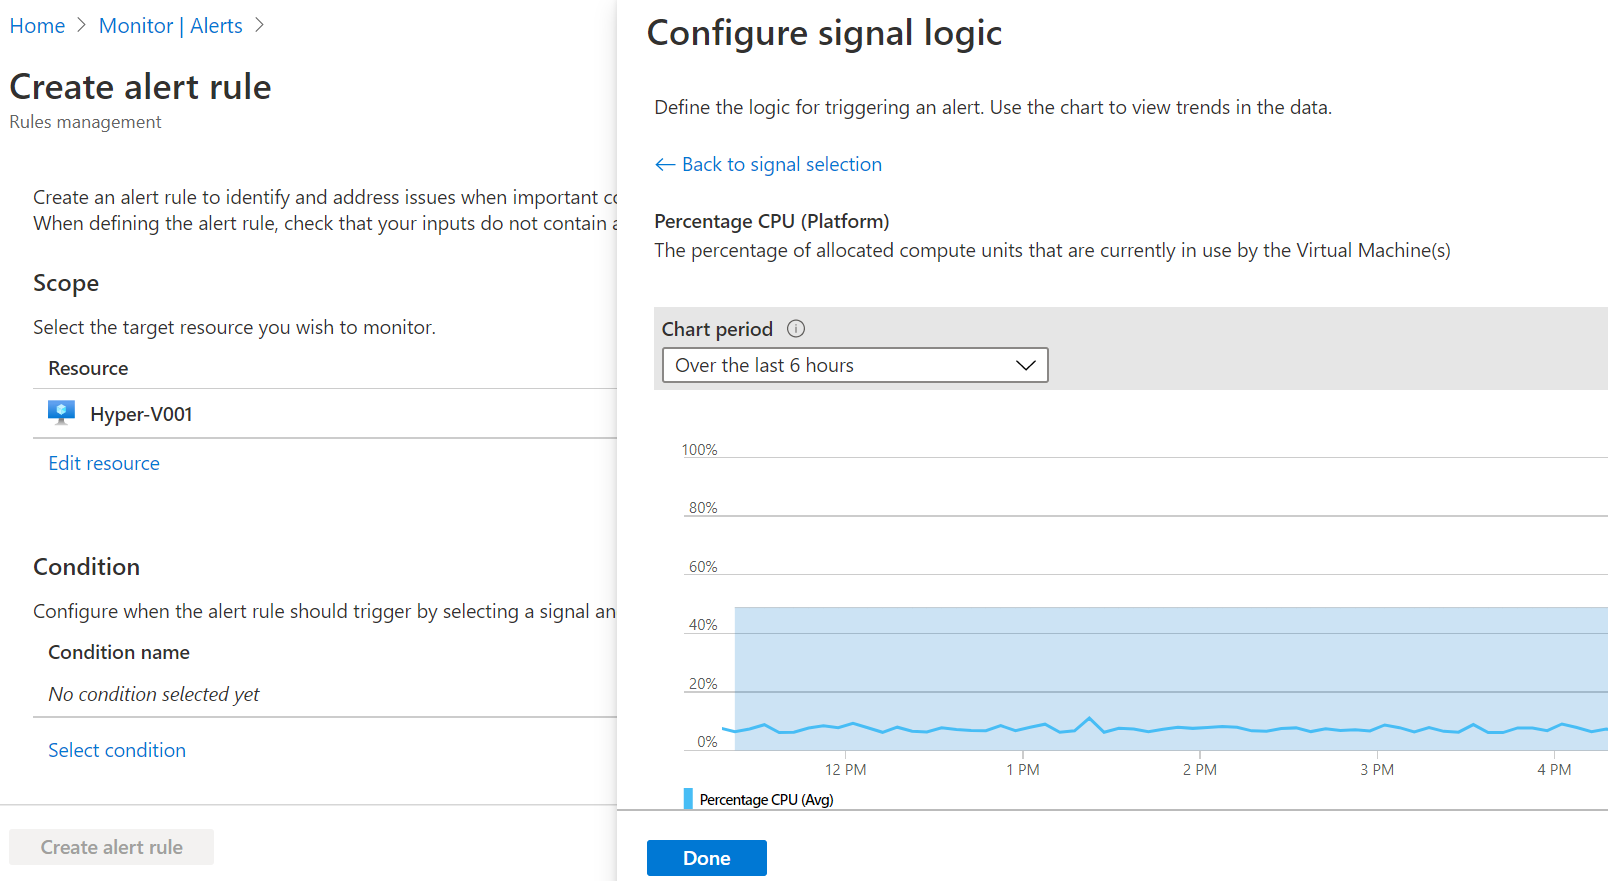 Home > Monitor | Alerts >
Create alert rule
Rules management
Create an alert rule to identify and address issues when important
When defining the alert rule, check that your inputs do not contain
Scope
Select the target resource you wish to monitor.
Resource
Hyper-V001
Edit resource
Condition
Configure when the alert rule should trigger by selecting a signal
Condition name
No condition selected yet
Select condition
Create alert rule
Configure signal logic
Define the logic for triggering an alert. Use the chart to view trends in the data.
← Back to signal selection
Percentage CPU (Platform)
The percentage of allocated compute units that are currently in use by the Virtual Machine(s)
Chart period
Over the last 6 hours
100%
80%
60%
40%
20%
0%
12 PM 1 PM 2 PM 3 PM 4 PM
Percentage CPU (Avg)
Done